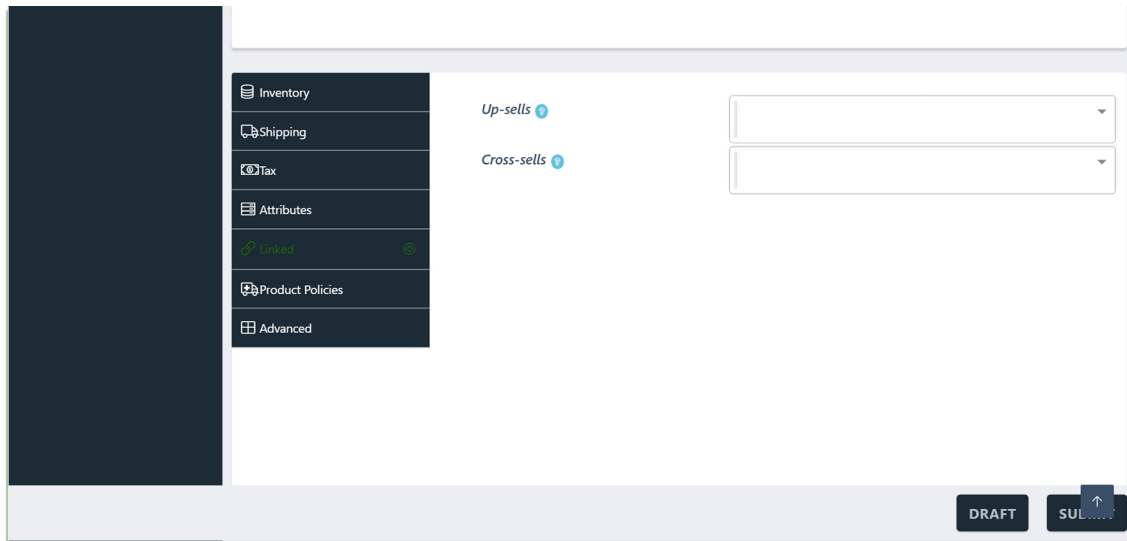 Inventory
Up-sells
Shipping
Cross-sells
Tax
Attributes
Linked
Product Policies
Advanced
DRAFT